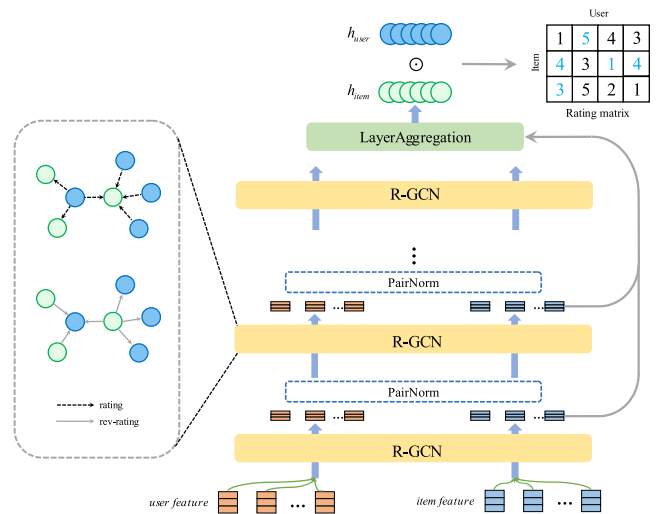 User
h_user
1 5 4 3
Item
4 3 1 4
h_item
3 5 2 1
Rating matrix
LayerAggregation
R-GCN
...
PairNorm
...
...
R-GCN
PairNorm
rating
rev-rating
...
...
R-GCN
user feature
...
item feature
...